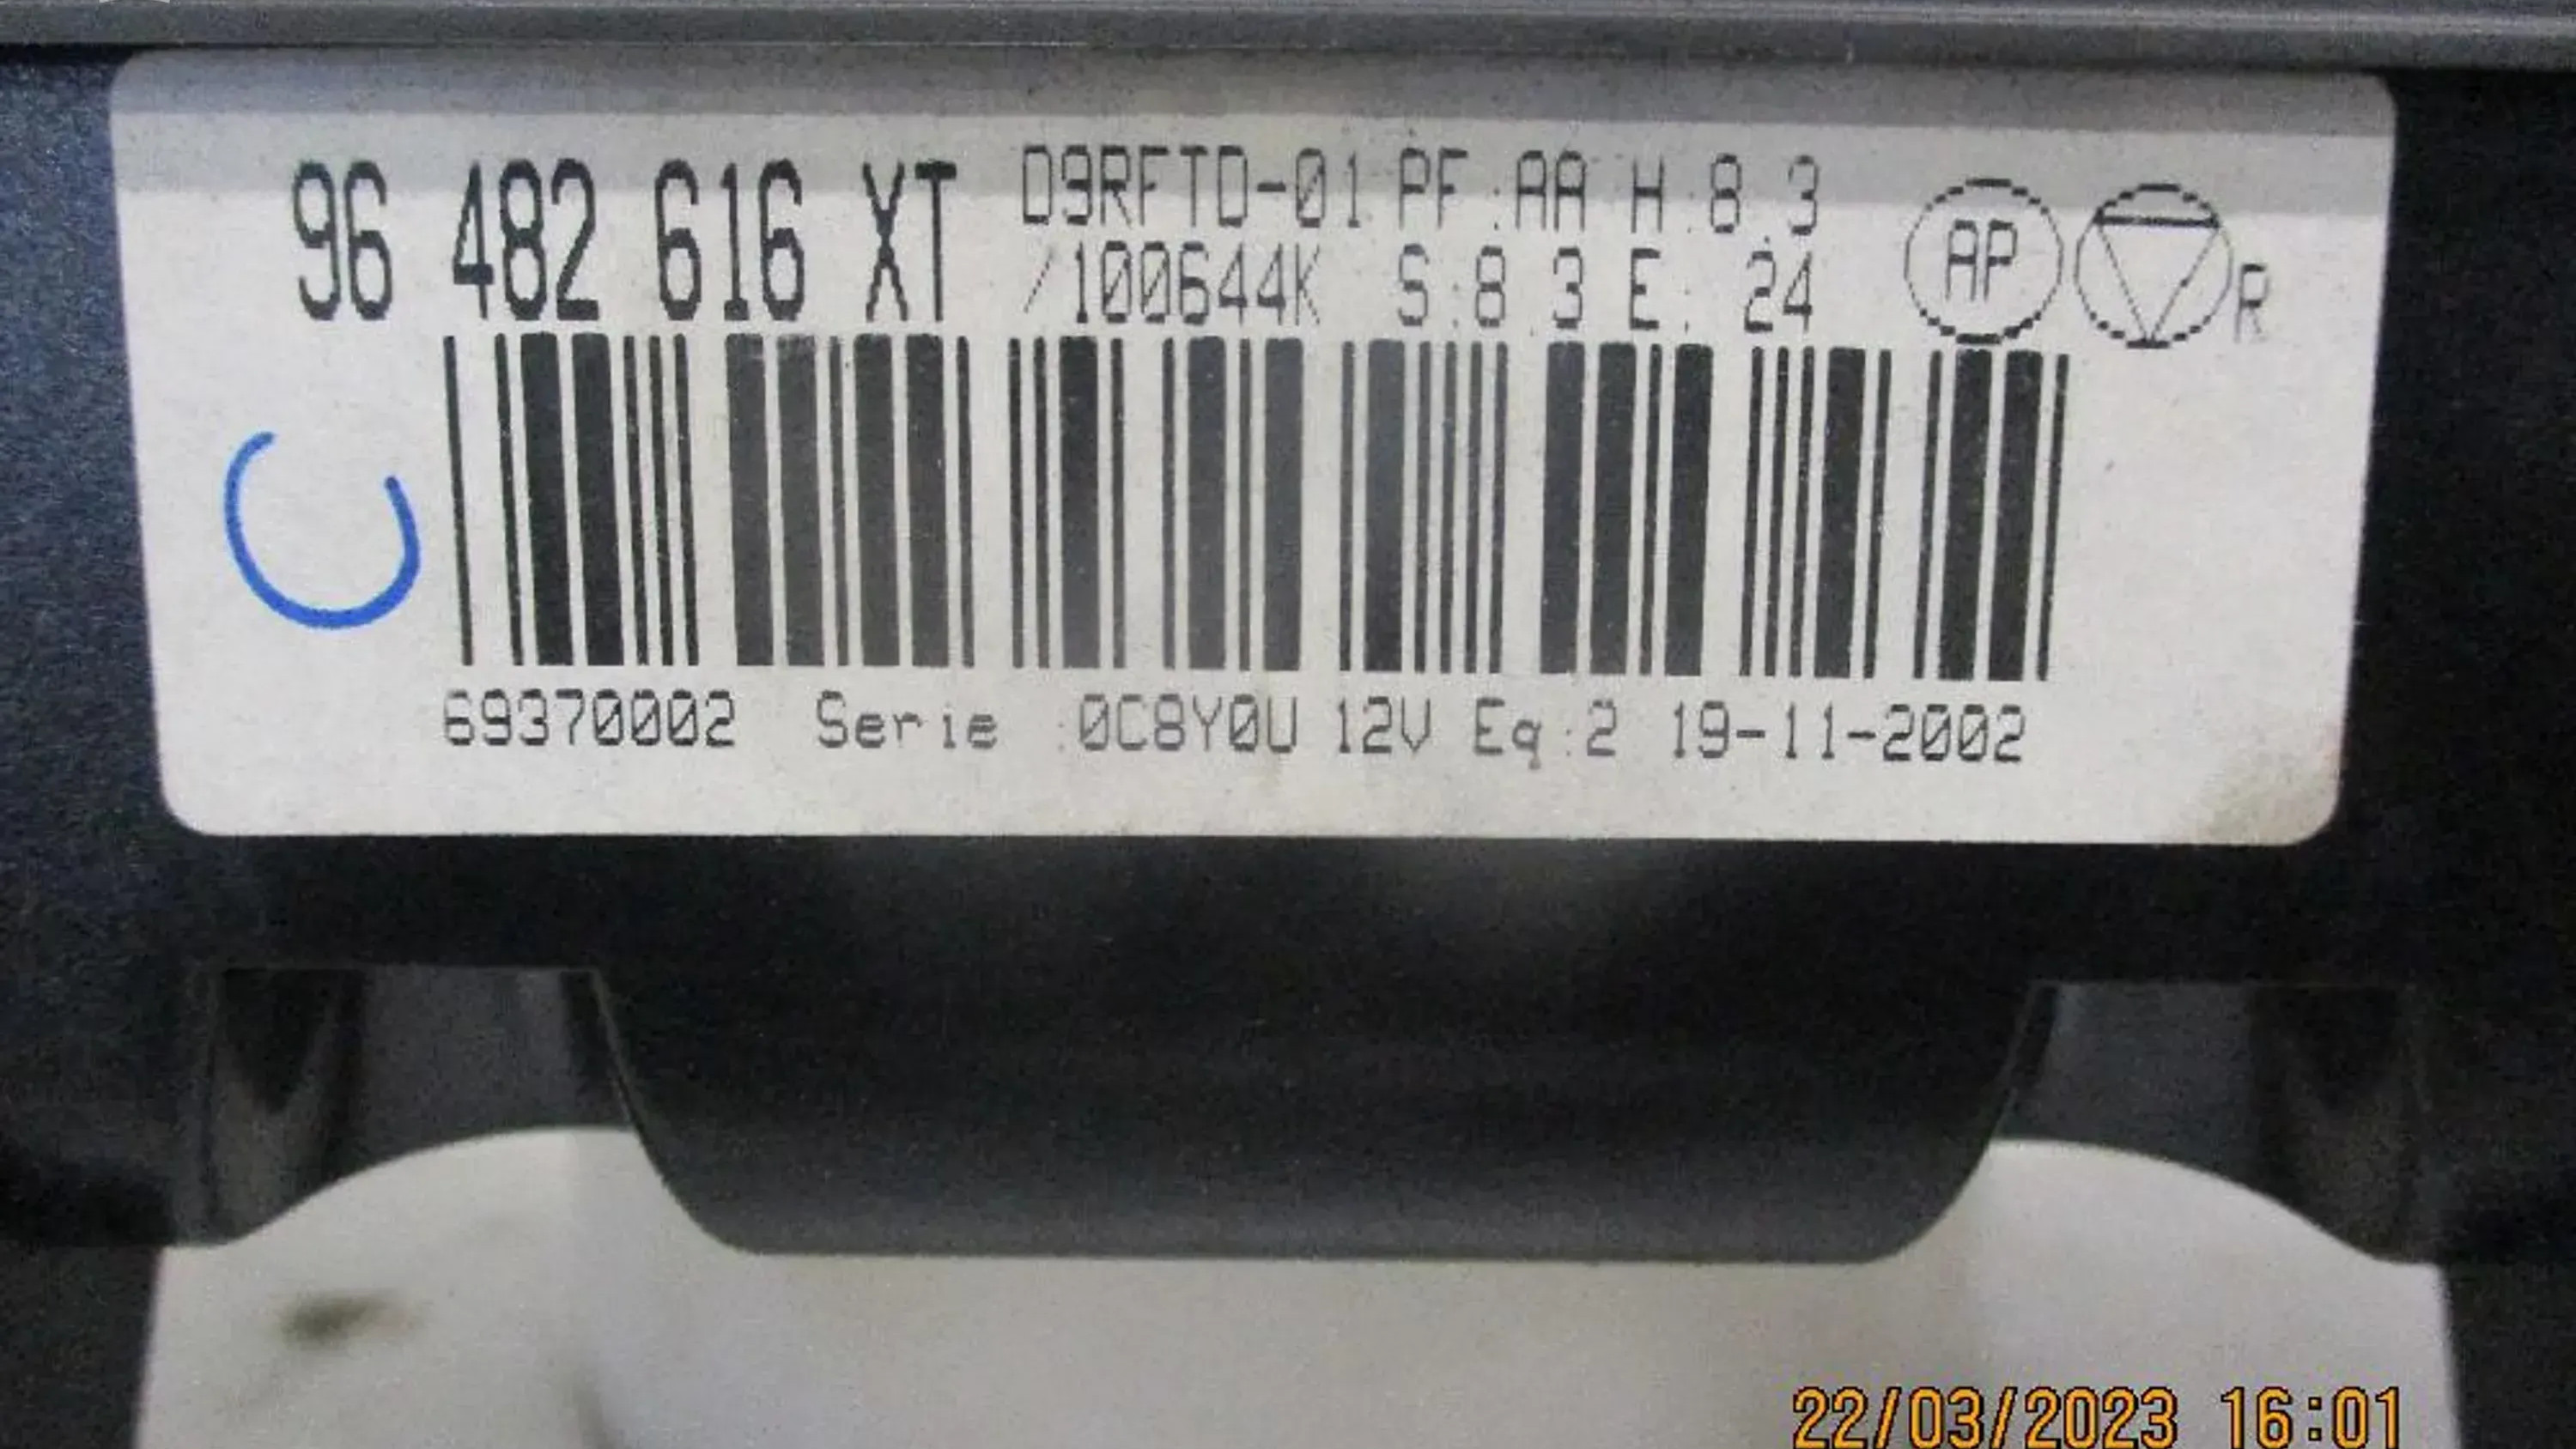 96 482 616 XT D9RFTD-01 PF:AA H:8.3
/100644K S:8.3 E: 24 AP R
C
69370002 Serie :0C8Y0U 12V Eq:2 19-11-2002
22/03/2023 16:01